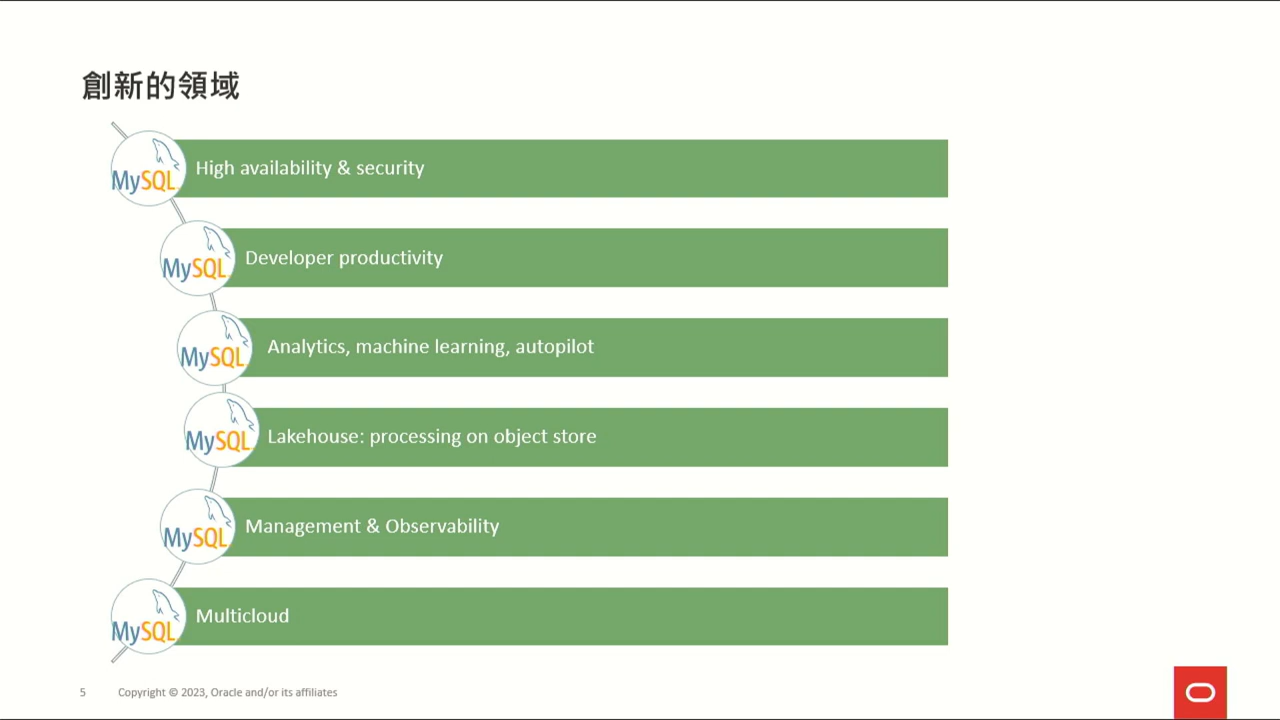 創新的領域
MySQL High availability & security
MySQL Developer productivity
MySQL Analytics, machine learning, autopilot
MySQL Lakehouse: processing on object store
MySQL Management & Observability
MySQL Multicloud
5 Copyright © 2023, Oracle and/or its affiliates